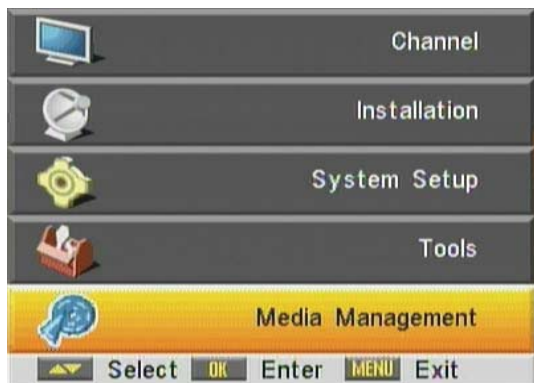 Channel
Installation
System Setup
Tools
Media Management
Select OK Enter MENU Exit